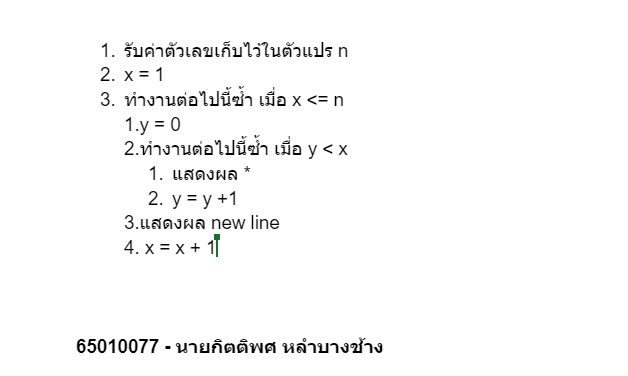 1. รับค่าตัวเลขเก็บไว้ในตัวแปร n
2. x = 1
3. ทำงานต่อไปนี้ซ้ำ เมื่อ x <= n
1.y = 0
2.ทำงานต่อไปนี้ซ้ำ เมื่อ y < x
1. แสดงผล *
2. y = y +1
3.แสดงผล new line
4. x = x + 1
65010077 - นายกิตติพศ หลำบางช้าง